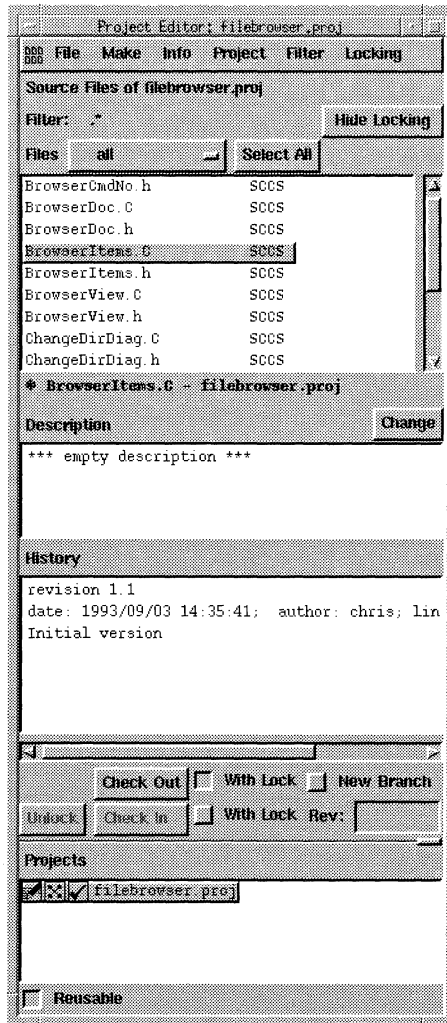 Project Editor: filebrowser.proj
File Make Info Project Filter Locking
Source Files of filebrowser.proj
Filter: .* Hide Locking
Files all Select All
BrowserCmdNo.h SCCS
BrowserDoc.C SCCS
BrowserDoc.h SCCS
BrowserItems.C SCCS
BrowserItems.h SCCS
BrowserView.C SCCS
BrowserView.h SCCS
ChangeDirDiag.C SCCS
ChangeDirDiag.h SCCS
* BrowserItems.C - filebrowser.proj
Description Change
*** empty description ***
History
revision 1.1
date: 1993/09/03 14:35:41; author: chris; lin
Initial version
Check Out With Lock New Branch
Unlock Check In With Lock Rev:
Projects
filebrowser.proj
Reusable